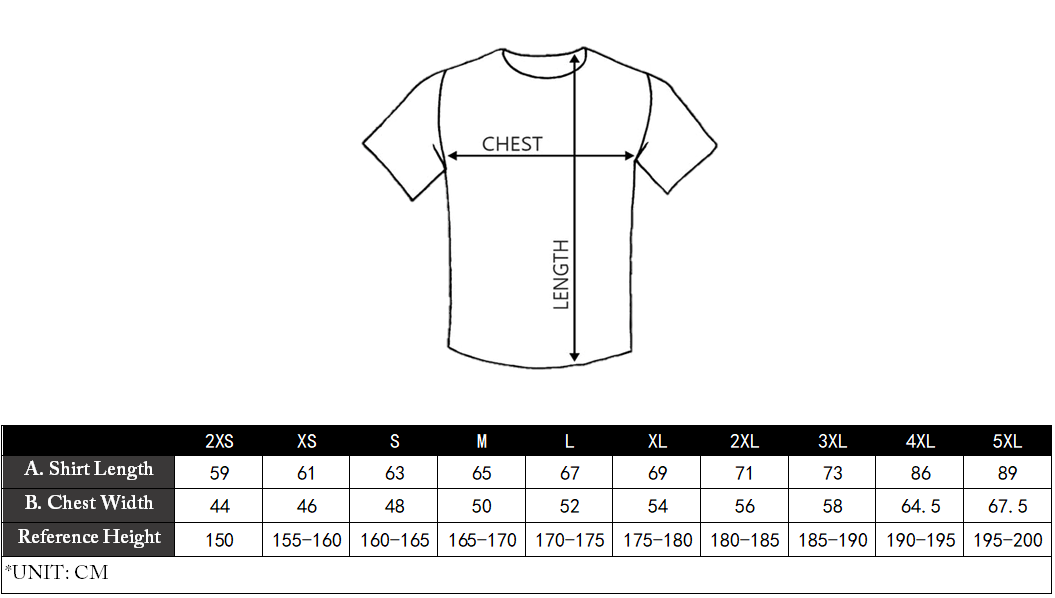 CHEST
LENGTH
2XS XS S M L XL 2XL 3XL 4XL 5XL
A. Shirt Length 59 61 63 65 67 69 71 73 86 89
B. Chest Width 44 46 48 50 52 54 56 58 64.5 67.5
Reference Height 150 155-160 160-165 165-170 170-175 175-180 180-185 185-190 190-195 195-200
*UNIT: CM